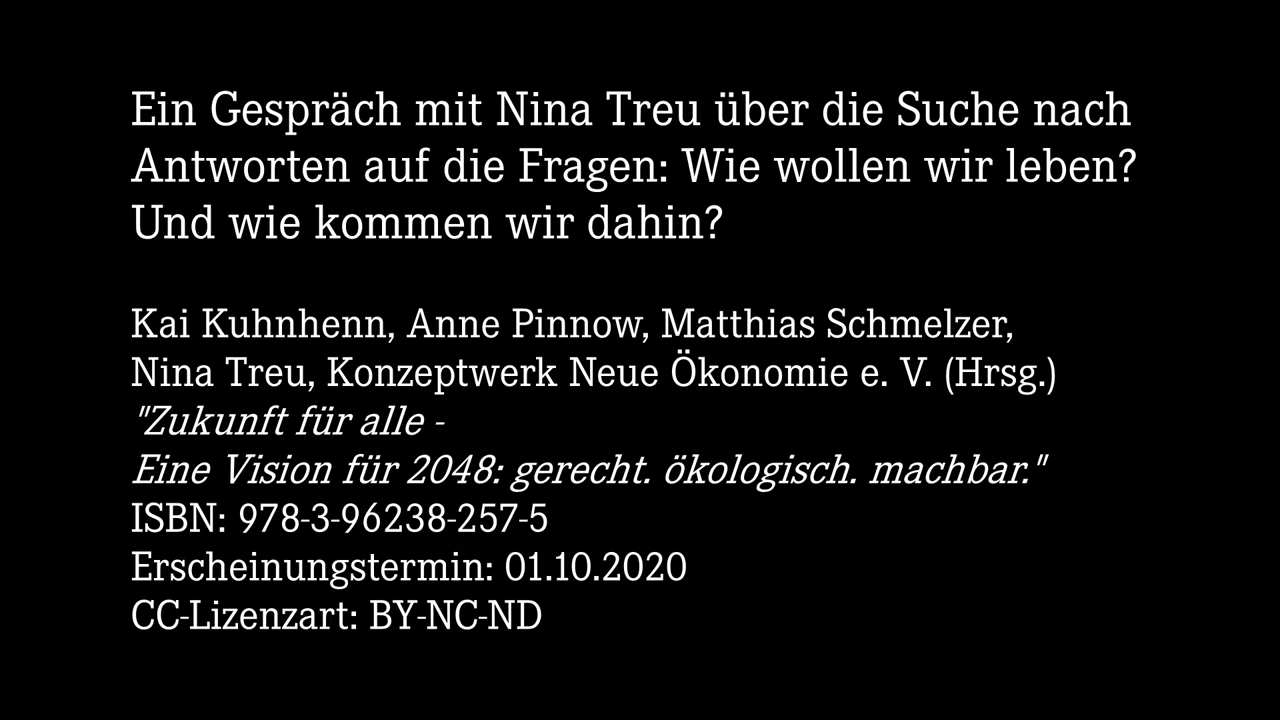 Ein Gespräch mit Nina Treu über die Suche nach
Antworten auf die Fragen: Wie wollen wir leben?
Und wie kommen wir dahin?
Kai Kuhnhenn, Anne Pinnow, Matthias Schmelzer,
Nina Treu, Konzeptwerk Neue Ökonomie e. V. (Hrsg.)
"Zukunft für alle -
Eine Vision für 2048: gerecht. ökologisch. machbar."
ISBN: 978-3-96238-257-5
Erscheinungstermin: 01.10.2020
CC-Lizenzart: BY-NC-ND